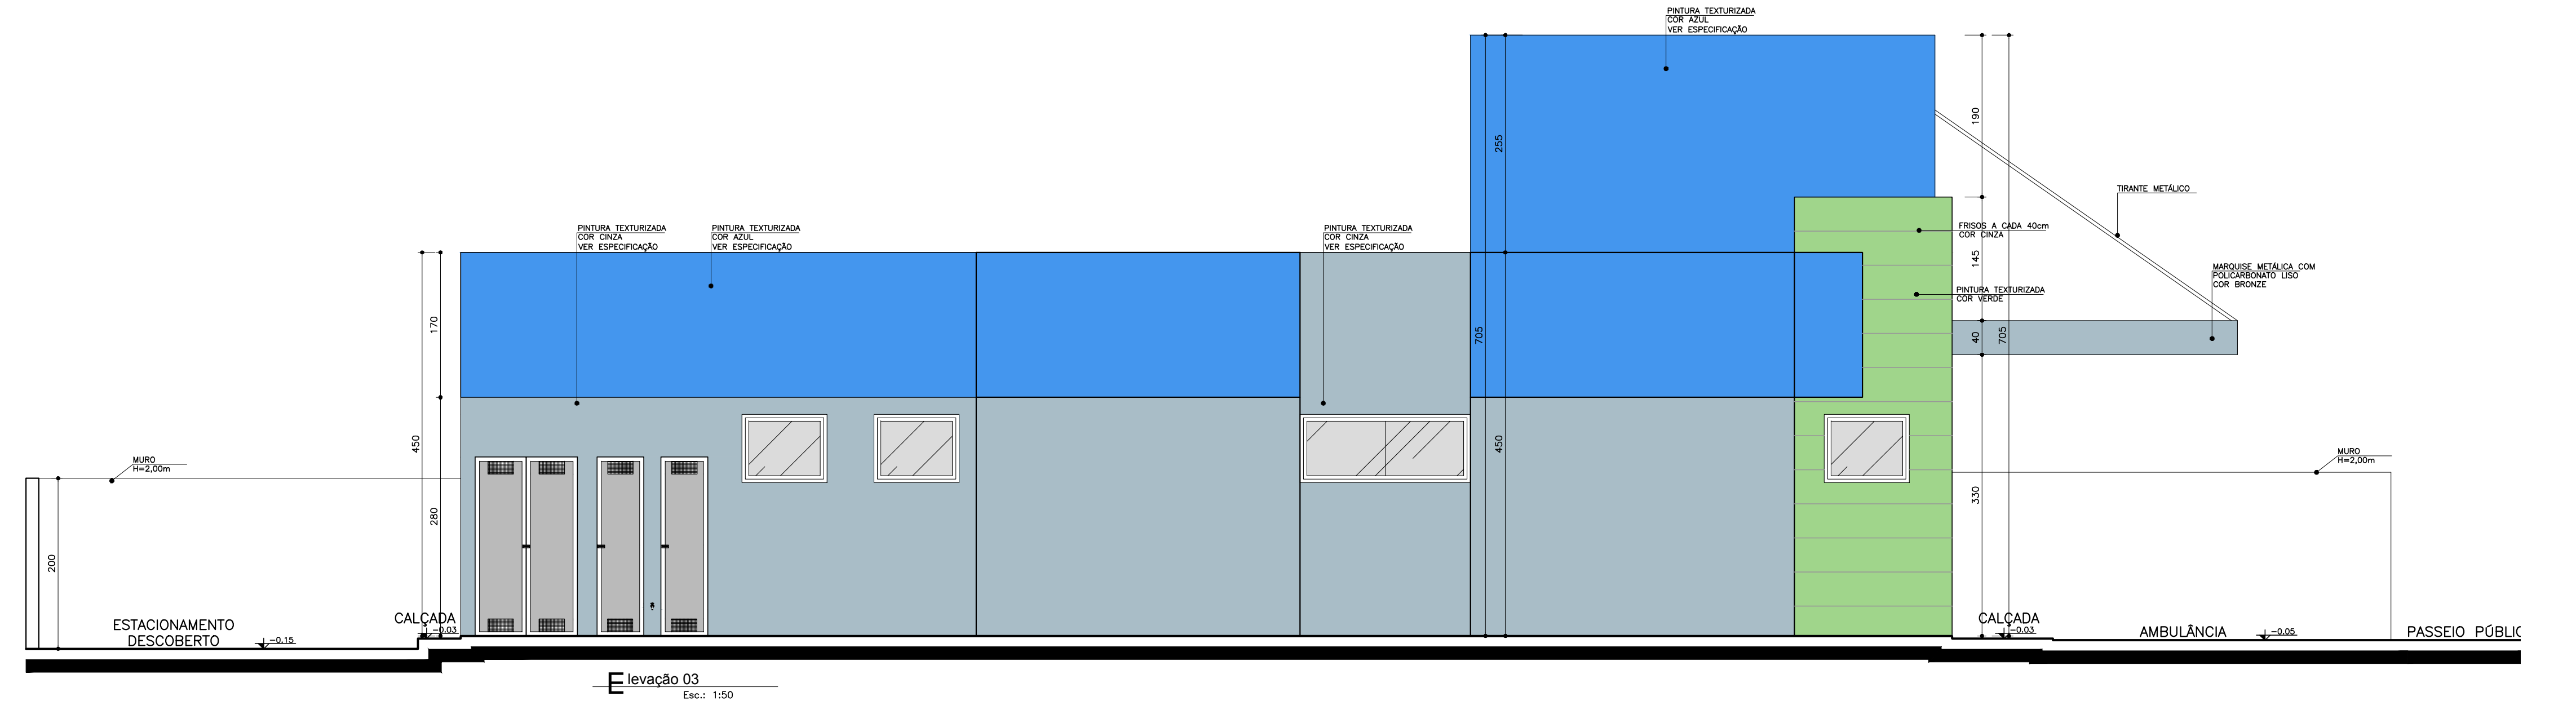 PINTURA TEXTURIZADA
COR AZUL
VER ESPECIFICAÇÃO
190
255
TIRANTE METÁLICO
PINTURA TEXTURIZADA
COR CINZA
VER ESPECIFICAÇÃO
PINTURA TEXTURIZADA
COR AZUL
VER ESPECIFICAÇÃO
PINTURA TEXTURIZADA
COR CINZA
VER ESPECIFICAÇÃO
FRISOS A CADA 40cm
COR CINZA
145
MARQUISE METÁLICA COM
POLICARBONATO LISO
COR BRONZE
PINTURA TEXTURIZADA
COR VERDE
170
705
40
705
450
450
MURO
H=2,00m
MURO
H=2,00m
280
330
200
CALÇADA
-0.03
ESTACIONAMENTO
DESCOBERTO
-0.15
CALÇADA
-0.03
AMBULÂNCIA
-0.05
PASSEIO PÚBLIC
Elevação 03
Esc.: 1:50